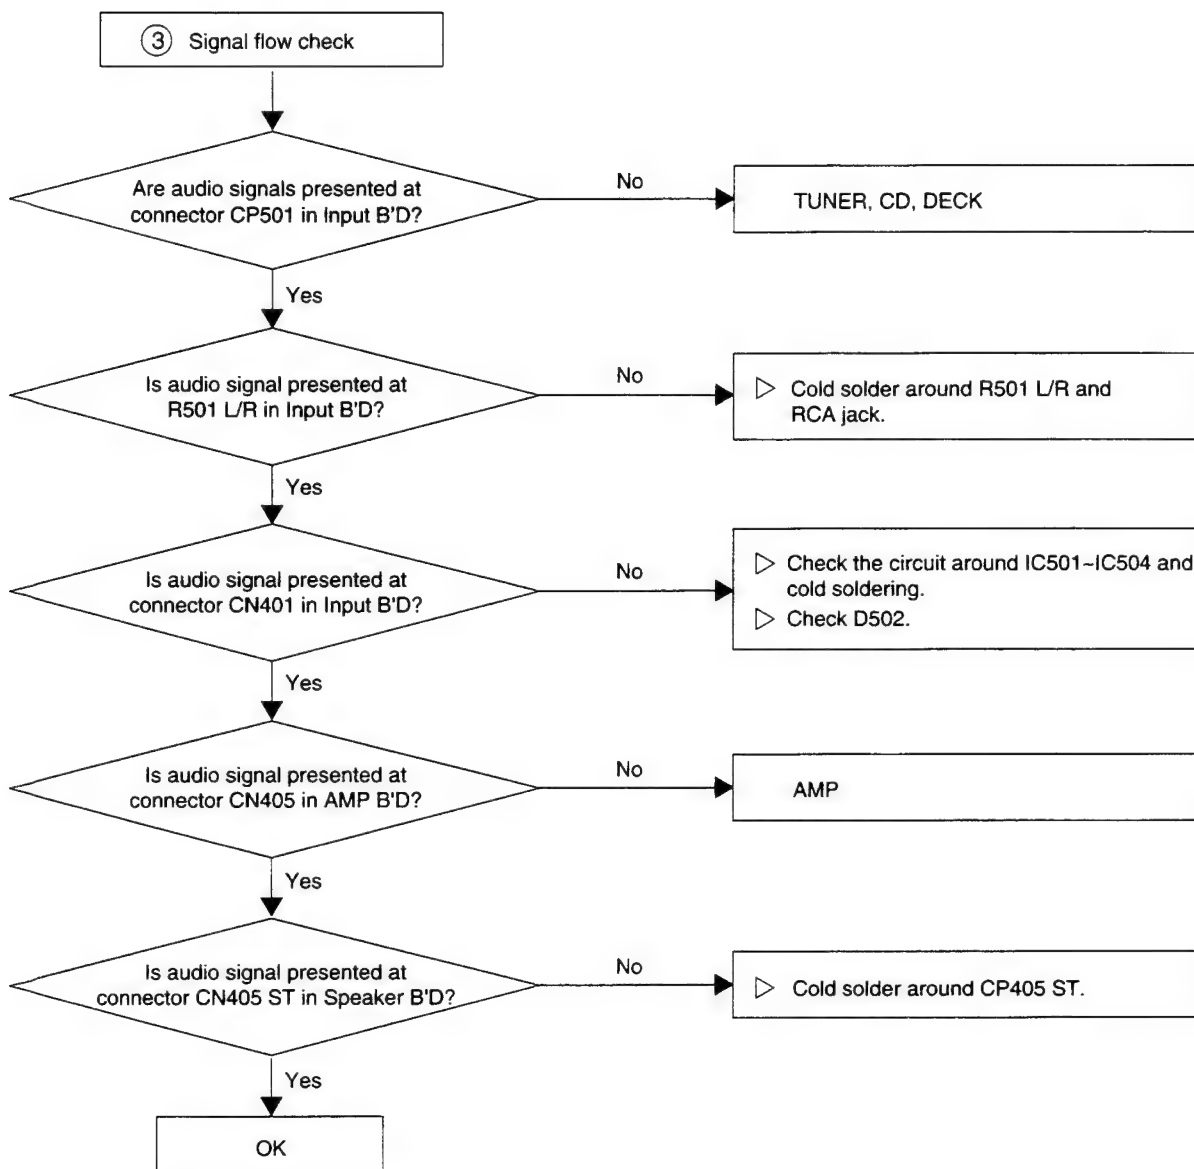 ③ Signal flow check
Are audio signals presented at
connector CP501 in Input B'D?
No
TUNER, CD, DECK
Yes
Is audio signal presented at
R501 L/R in Input B'D?
No
▷ Cold solder around R501 L/R and
RCA jack.
Yes
Is audio signal presented at
connector CN401 in Input B'D?
No
▷ Check the circuit around IC501~IC504 and
cold soldering.
▷ Check D502.
Yes
Is audio signal presented at
connector CN405 in AMP B'D?
No
AMP
Yes
Is audio signal presented at
connector CN405 ST in Speaker B'D?
No
▷ Cold solder around CP405 ST.
Yes
OK